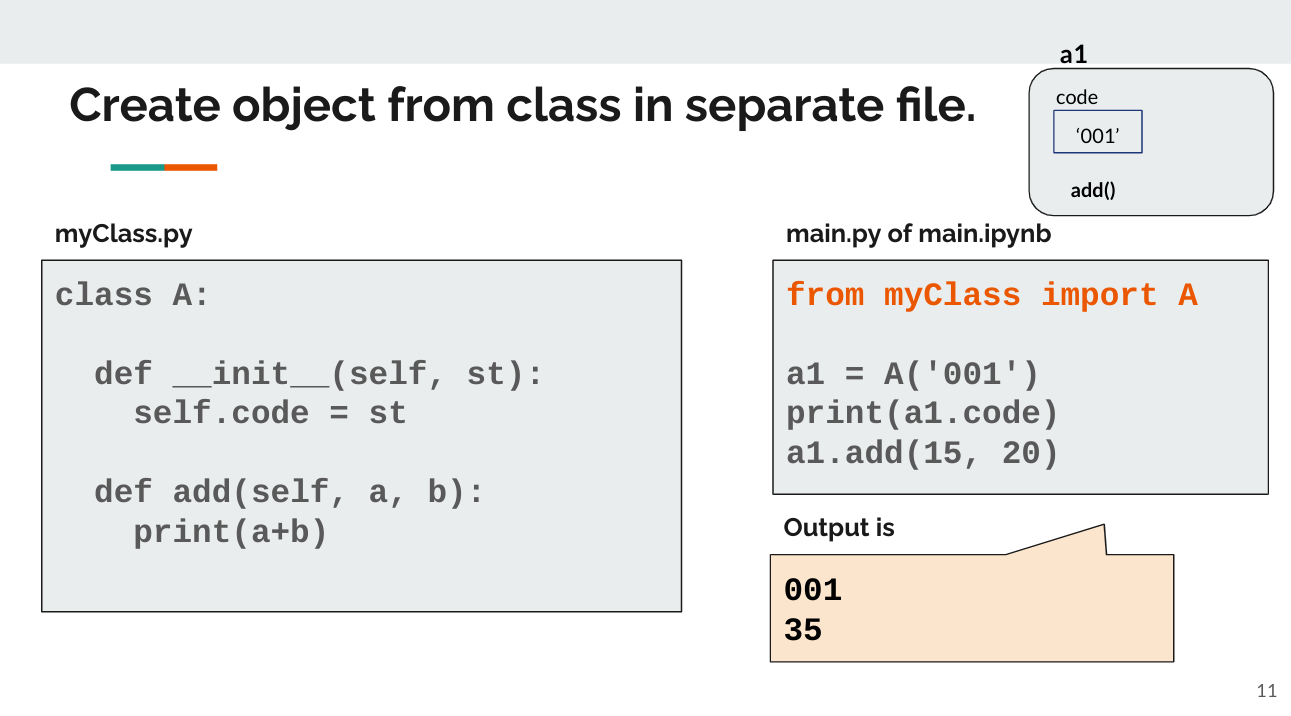 a1
Create object from class in separate file.
code
‘001’
add()
myClass.py
class A:
  def __init__(self, st):
    self.code = st
  def add(self, a, b):
    print(a+b)
main.py of main.ipynb
from myClass import A
a1 = A('001')
print(a1.code)
a1.add(15, 20)
Output is
001
35
11